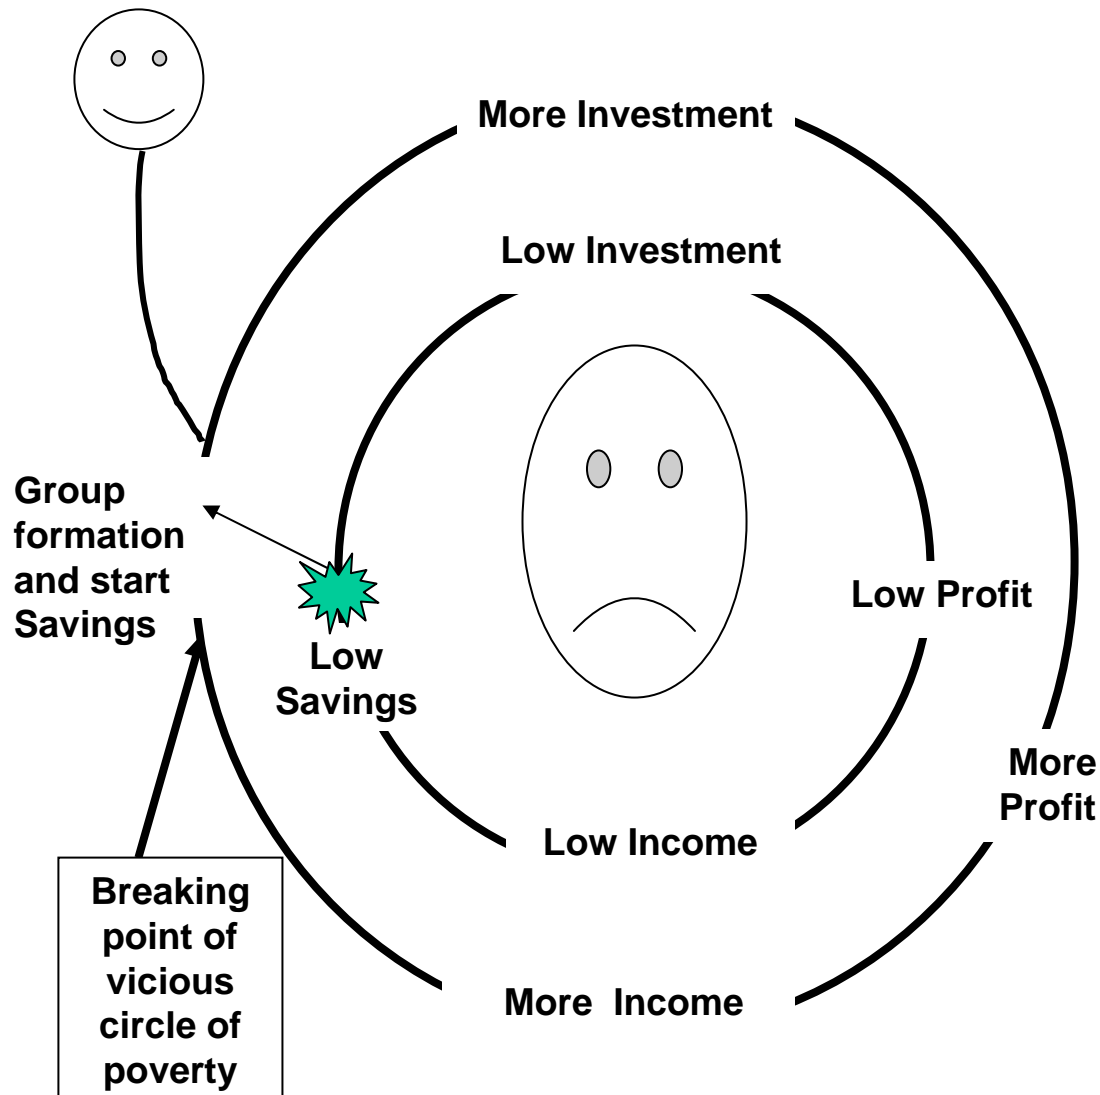 More Investment
Low Investment
Group
formation
and start
Savings
Low Profit
Low
Savings
More
Profit
Low Income
Breaking
point of
vicious
circle of
poverty
More  Income